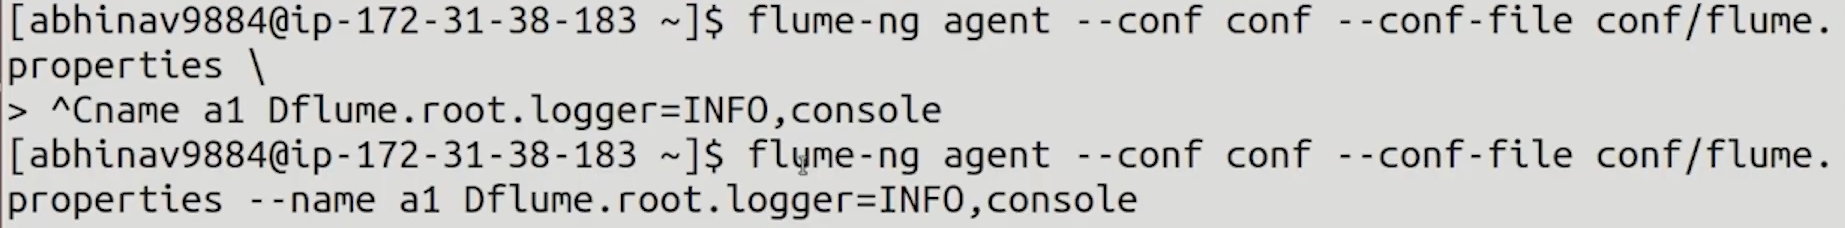 [abhinav9884@ip-172-31-38-183 ~]$ flume-ng agent --conf conf --conf-file conf/flume.
properties \
> ^Cname a1 Dflume.root.logger=INFO,console
[abhinav9884@ip-172-31-38-183 ~]$ flume-ng agent --conf conf --conf-file conf/flume.
properties --name a1 Dflume.root.logger=INFO,console